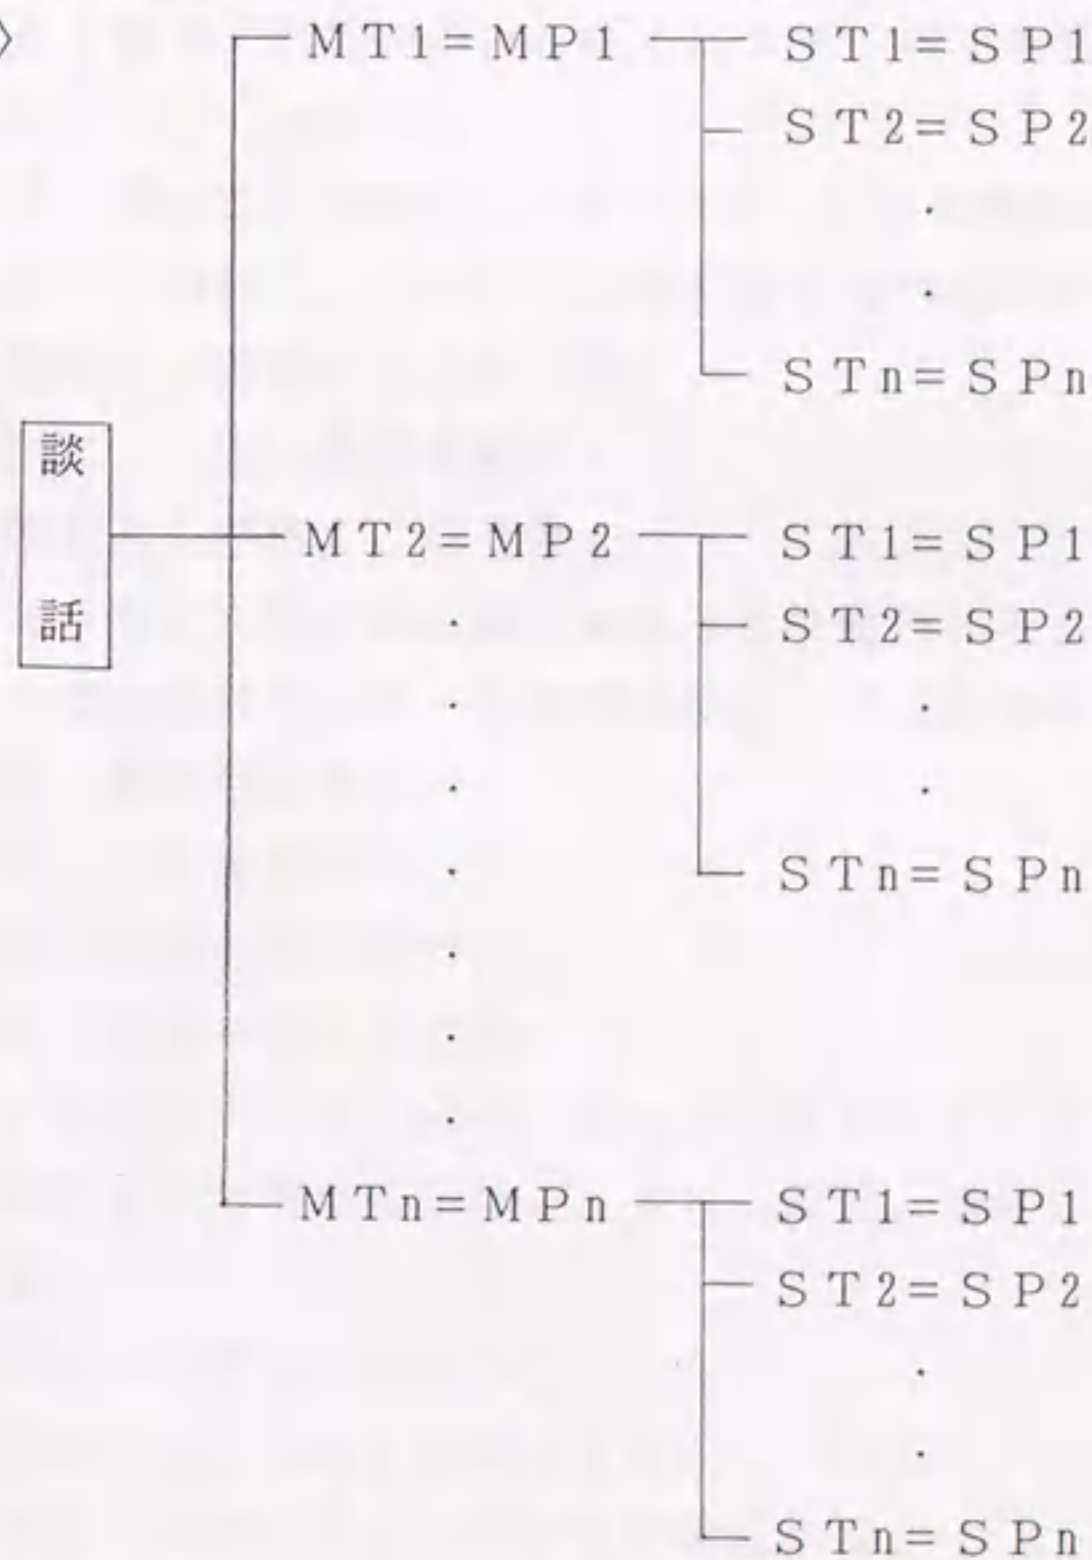 〉
MT1=MP1 ST1=SP1
ST2=SP2
.
.
STn=SPn
談
話
MT2=MP2 ST1=SP1
. ST2=SP2
. .
. .
. STn=SPn
.
.
.
MTn=MPn ST1=SP1
ST2=SP2
.
.
STn=SPn